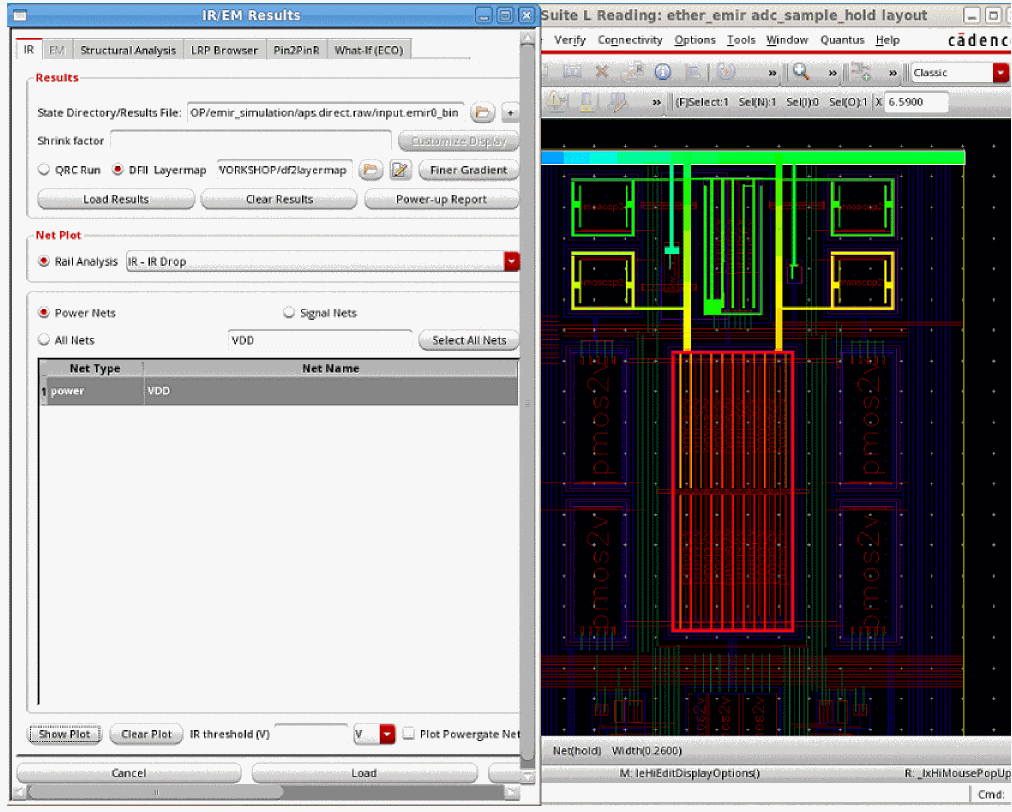 IR/EM Results
IR EM Structural Analysis LRP Browser Pin2PinR What-If (ECO)
Results
State Directory/Results File: OP/emir_simulation/aps.direct.raw/input.emir0_bin +
Shrink factor Customize Display
QRC Run DFII Layermap VORKSHOP/df2layermap Finer Gradient
Load Results Clear Results Power-up Report
Net Plot
Rail Analysis IR - IR Drop
Power Nets Signal Nets
All Nets VDD Select All Nets
Net Type Net Name
1 power VDD
Show Plot Clear Plot IR threshold (V) V Plot Powergate Net
Cancel Load
Suite L Reading: ether_emir adc_sample_hold layout
Verify Connectivity Options Tools Window Quantus Help cādenc
» » » Classic
» (F)Select:1 Sel(N):1 Sel(I):0 Sel(O):1 X 6.5900
moscap2 moscap2
moscap2 moscap2
pmos2v pmos2v
pmos2v pmos2v
Net(hold) Width(0.2600)
M: leHiEditDisplayOptions() R: _lxHiMousePopUp
Cmd: